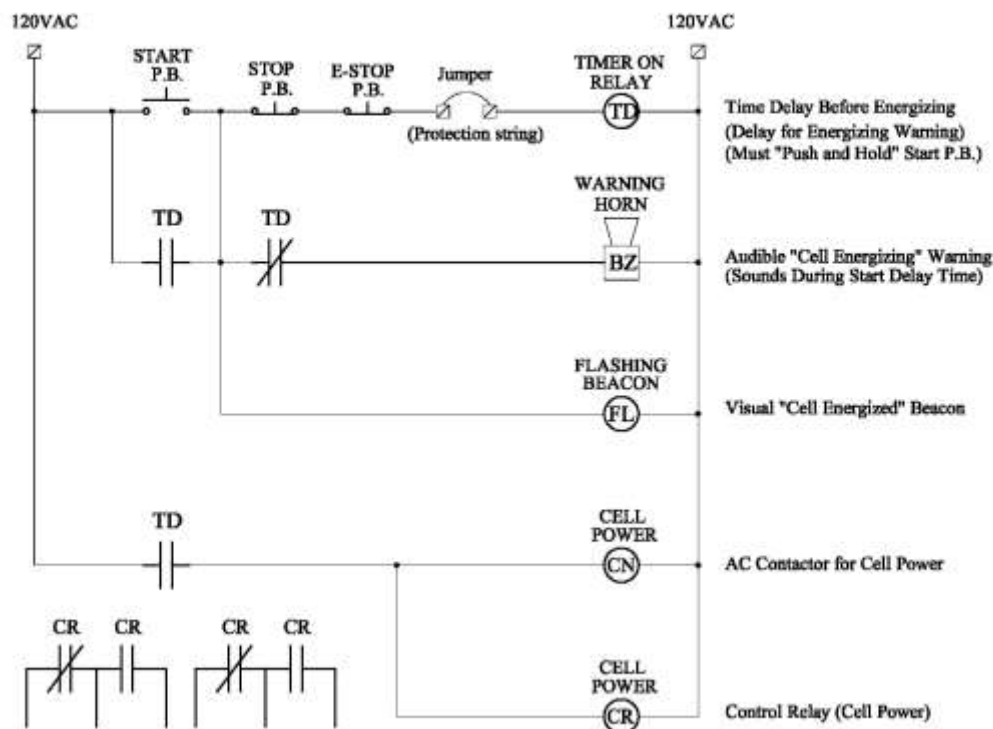 120VAC
120VAC
START
P.B.
STOP
P.B.
E-STOP
P.B.
Jumper
(Protection string)
TIMER ON
RELAY
TD
Time Delay Before Energizing
(Delay for Energizing Warning)
(Must "Push and Hold" Start P.B.)
TD
TD
WARNING
HORN
BZ
Audible "Cell Energizing" Warning
(Sounds During Start Delay Time)
FLASHING
BEACON
FL
Visual "Cell Energized" Beacon
TD
CELL
POWER
CN
AC Contactor for Cell Power
CR
CR
CR
CR
CELL
POWER
CR
Control Relay (Cell Power)